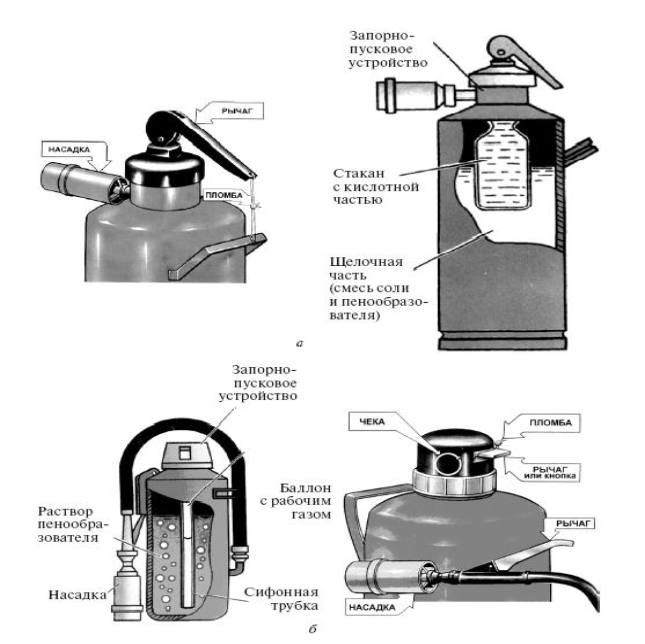 Запорно-
пусковое
устройство
РЫЧАГ
НАСАДКА
ПЛОМБА
Стакан
с кислотной
частью
Щелочная
часть
(смесь соли
и пенообразо-
вателя)
а
Запорно-
пусковое
устройство
ЧЕКА
ПЛОМБА
РЫЧАГ
или кнопка
Баллон
с рабочим
газом
РЫЧАГ
Раствор
пенообра-
зователя
Насадка
Сифонная
трубка
НАСАДКА
б